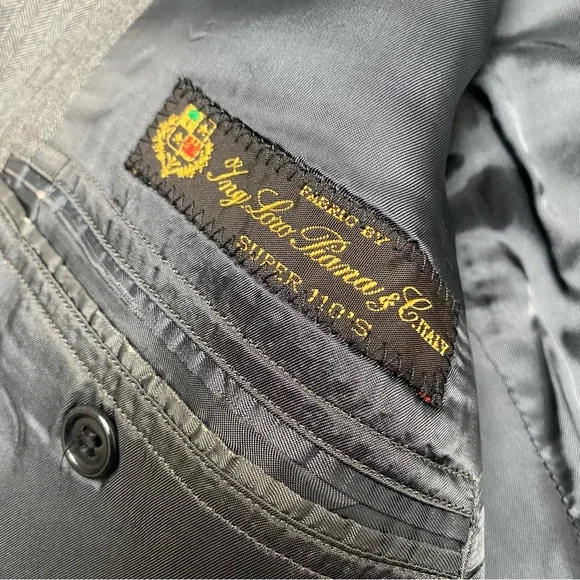 FABRIC BY
Ing. Loro Piana & C. ITALY
SUPER 110'S